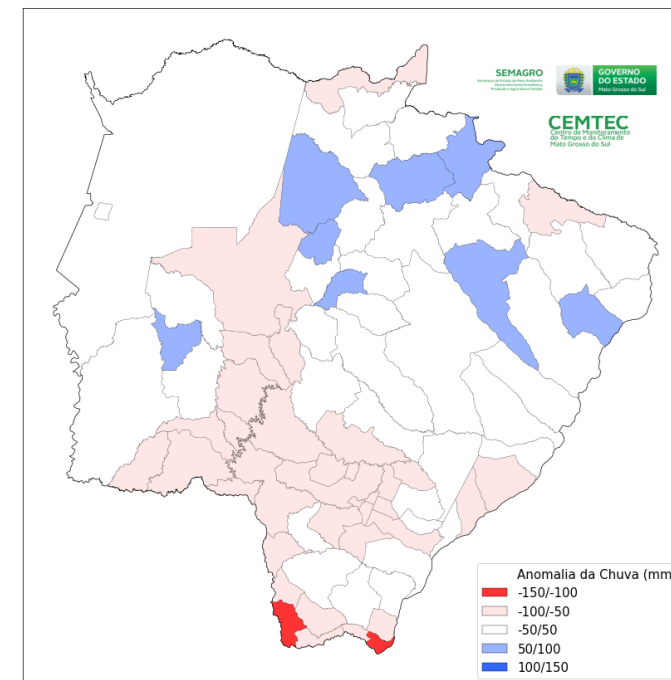 SEMAGRO
Secretaria de Estado de Meio Ambiente,
Desenvolvimento Econômico,
Produção e Agricultura Familiar
GOVERNO
DO ESTADO
Mato Grosso do Sul
CEMTEC
Centro de Monitoramento
do Tempo e do Clima de
Mato Grosso do Sul
Anomalia da Chuva (mm
-150/-100
-100/-50
-50/50
50/100
100/150